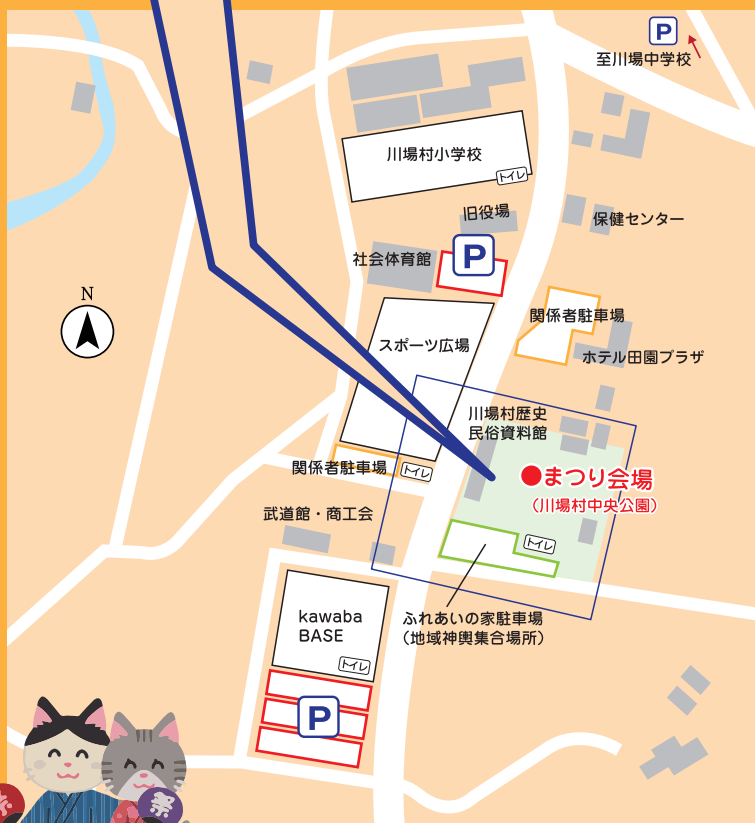 P
至川場中学校
川場村小学校
トイレ
旧役場
保健センター
社会体育館
P
N
関係者駐車場
スポーツ広場
ホテル田園プラザ
川場村歴史
民俗資料館
関係者駐車場
トイレ
まつり会場
（川場村中央公園）
武道館・商工会
トイレ
kawaba
BASE
トイレ
ふれあいの家駐車場
（地域神輿集合場所）
P
祭